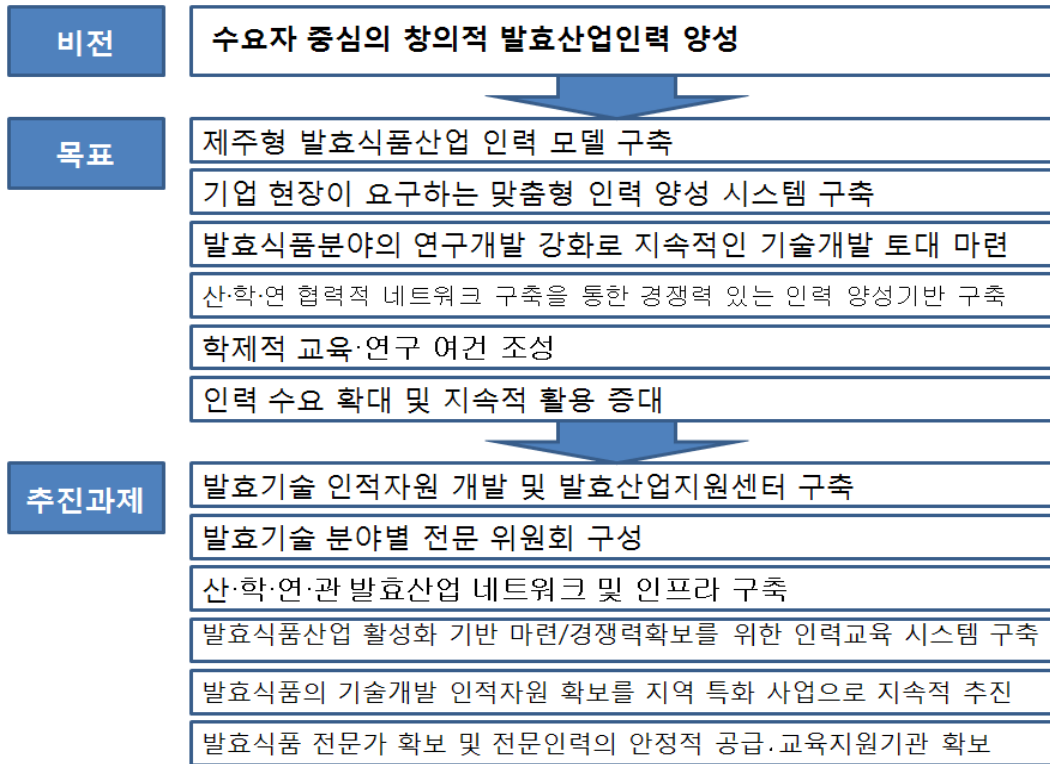 비전
수요자 중심의 창의적 발효산업인력 양성
목표
제주형 발효식품산업 인력 모델 구축
기업 현장이 요구하는 맞춤형 인력 양성 시스템 구축
발효식품분야의 연구개발 강화로 지속적인 기술개발 토대 마련
산·학·연 협력적 네트워크 구축을 통한 경쟁력 있는 인력 양성기반 구축
학제적 교육·연구 여건 조성
인력 수요 확대 및 지속적 활용 증대
추진과제
발효기술 인적자원 개발 및 발효산업지원센터 구축
발효기술 분야별 전문 위원회 구성
산·학·연·관 발효산업 네트워크 및 인프라 구축
발효식품산업 활성화 기반 마련/경쟁력확보를 위한 인력교육 시스템 구축
발효식품의 기술개발 인적자원 확보를 지역 특화 사업으로 지속적 추진
발효식품 전문가 확보 및 전문인력의 안정적 공급.교육지원기관 확보